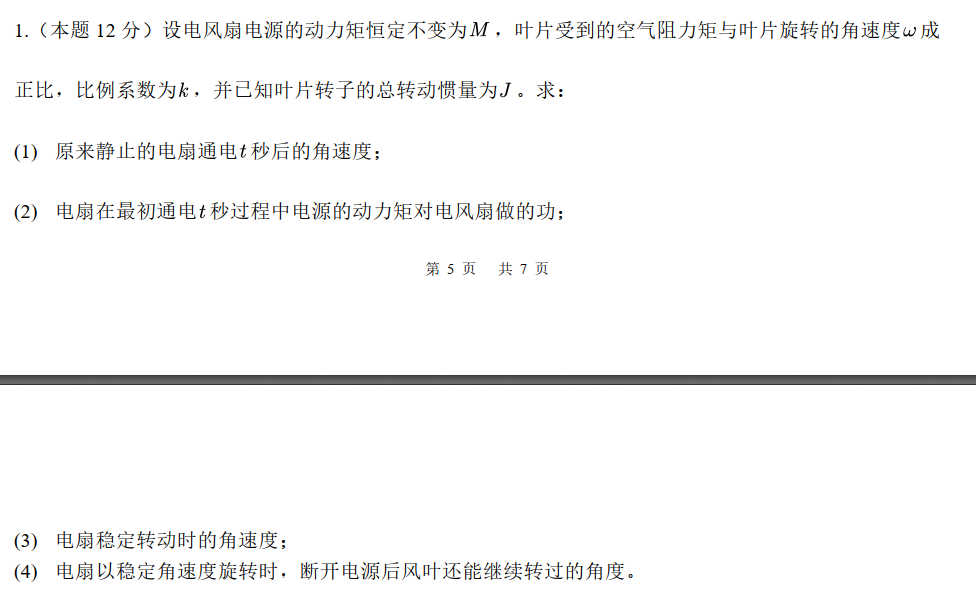 1.（本题 12 分）设电风扇电源的动力矩恒定不变为M，叶片受到的空气阻力矩与叶片旋转的角速度ω成
正比，比例系数为k，并已知叶片转子的总转动惯量为J。求：
(1) 原来静止的电扇通电t秒后的角速度；
(2) 电扇在最初通电t秒过程中电源的动力矩对电风扇做的功；
第 5 页 共 7 页
(3) 电扇稳定转动时的角速度；
(4) 电扇以稳定角速度旋转时，断开电源后风叶还能继续转过的角度。